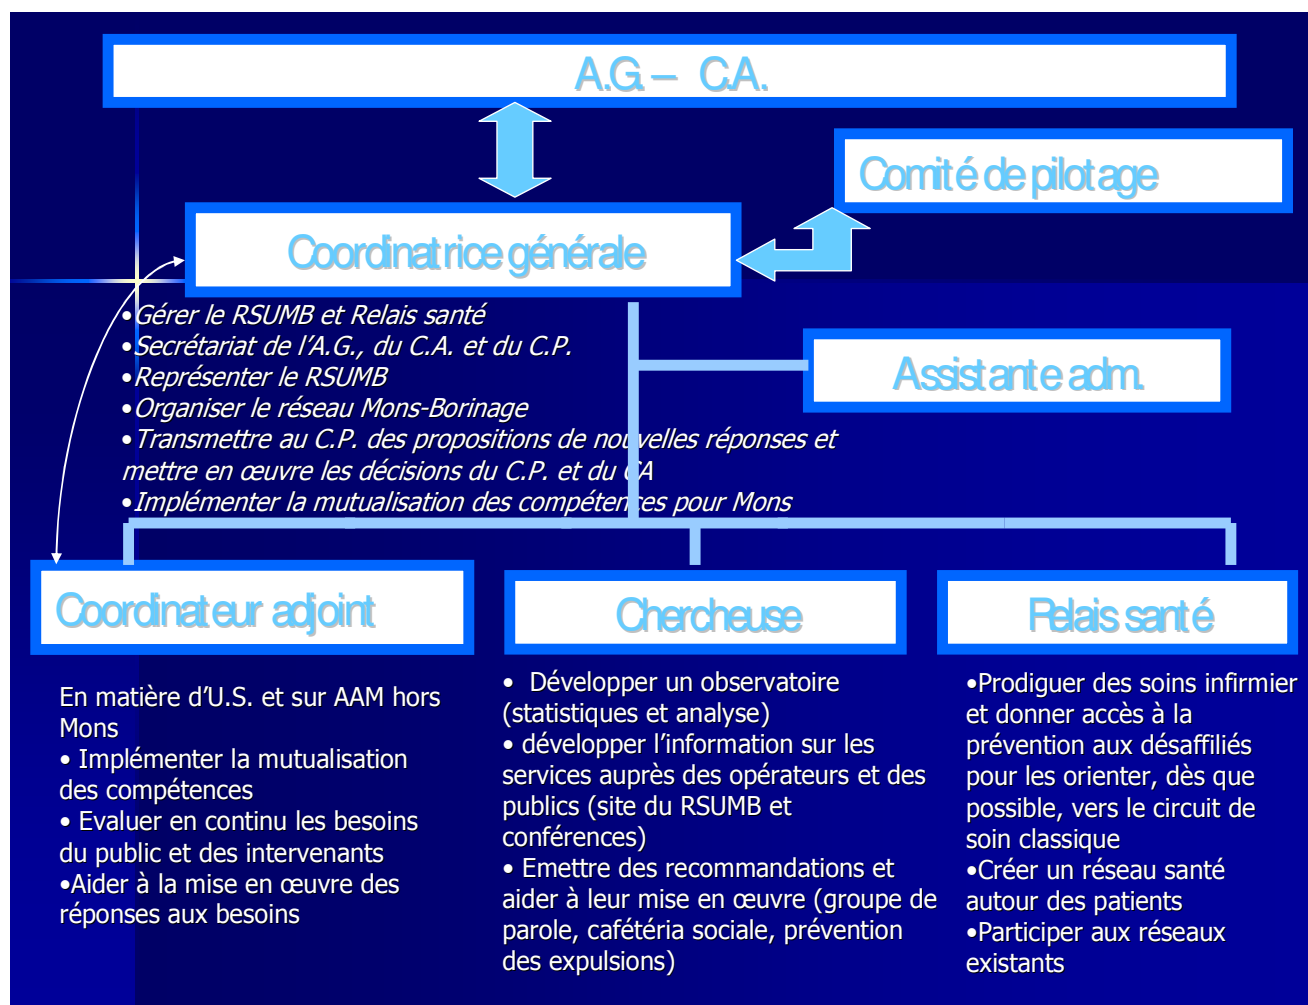 A.G. – C.A.
Comité de pilotage
Coordinatrice générale
•Gérer le RSUMB et Relais santé
•Secrétariat de l'A.G., du C.A. et du C.P.
•Représenter le RSUMB
•Organiser le réseau Mons-Borinage
•Transmettre au C.P. des propositions de nouvelles réponses et
mettre en œuvre les décisions du C.P. et du CA
•Implémenter la mutualisation des compétences pour Mons
Assistante adm.
Coordinateur adjoint
En matière d'U.S. et sur AAM hors
Mons
• Implémenter la mutualisation
des compétences
• Evaluer en continu les besoins
du public et des intervenants
•Aider à la mise en œuvre des
réponses aux besoins
Chercheuse
• Développer un observatoire
(statistiques et analyse)
• développer l'information sur les
services auprès des opérateurs et des
publics (site du RSUMB et
conférences)
• Emettre des recommandations et
aider à leur mise en œuvre (groupe de
parole, cafétéria sociale, prévention
des expulsions)
Relais santé
•Prodiguer des soins infirmier
et donner accès à la
prévention aux désaffiliés
pour les orienter, dès que
possible, vers le circuit de
soin classique
•Créer un réseau santé
autour des patients
•Participer aux réseaux
existants